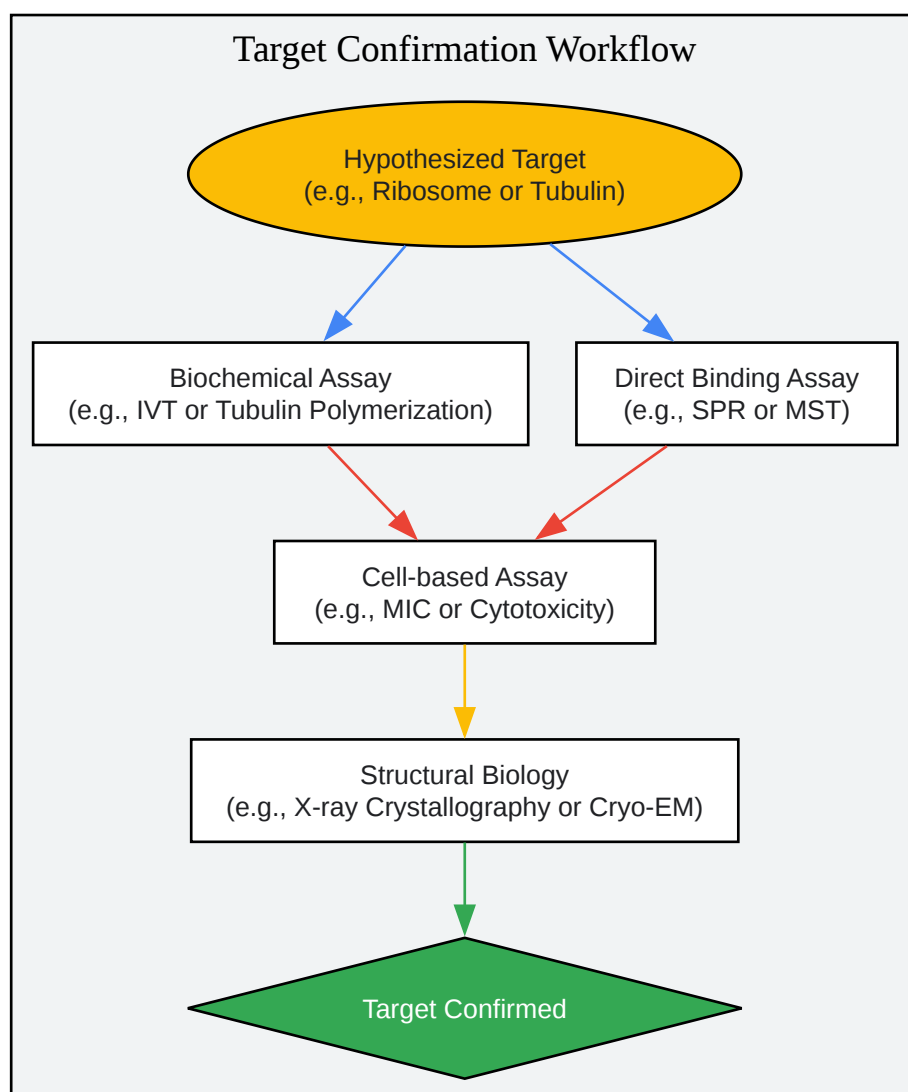 Target Confirmation Workflow
Hypothesized Target
(e.g., Ribosome or Tubulin)
Biochemical Assay
(e.g., IVT or Tubulin Polymerization)
Direct Binding Assay
(e.g., SPR or MST)
Cell-based Assay
(e.g., MIC or Cytotoxicity)
Structural Biology
(e.g., X-ray Crystallography or Cryo-EM)
Target Confirmed